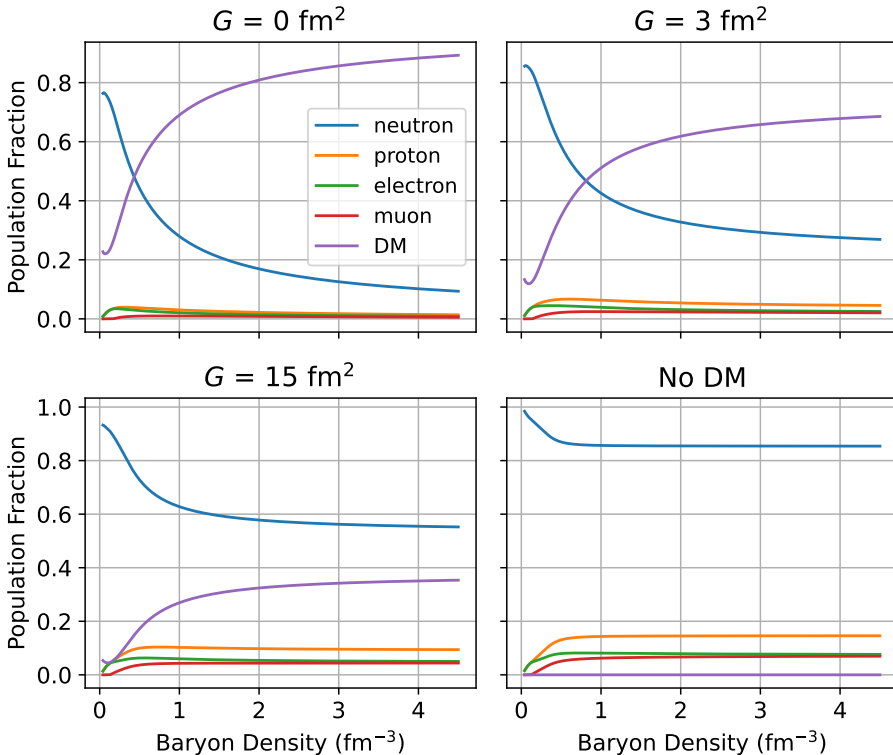 G = 0 fm²
G = 3 fm²
Population Fraction
0.8
0.6
0.4
0.2
0.0
neutron
proton
electron
muon
DM
G = 15 fm²
No DM
Population Fraction
1.0
0.8
0.6
0.4
0.2
0.0
0 1 2 3 4
0 1 2 3 4
Baryon Density (fm⁻³)
Baryon Density (fm⁻³)